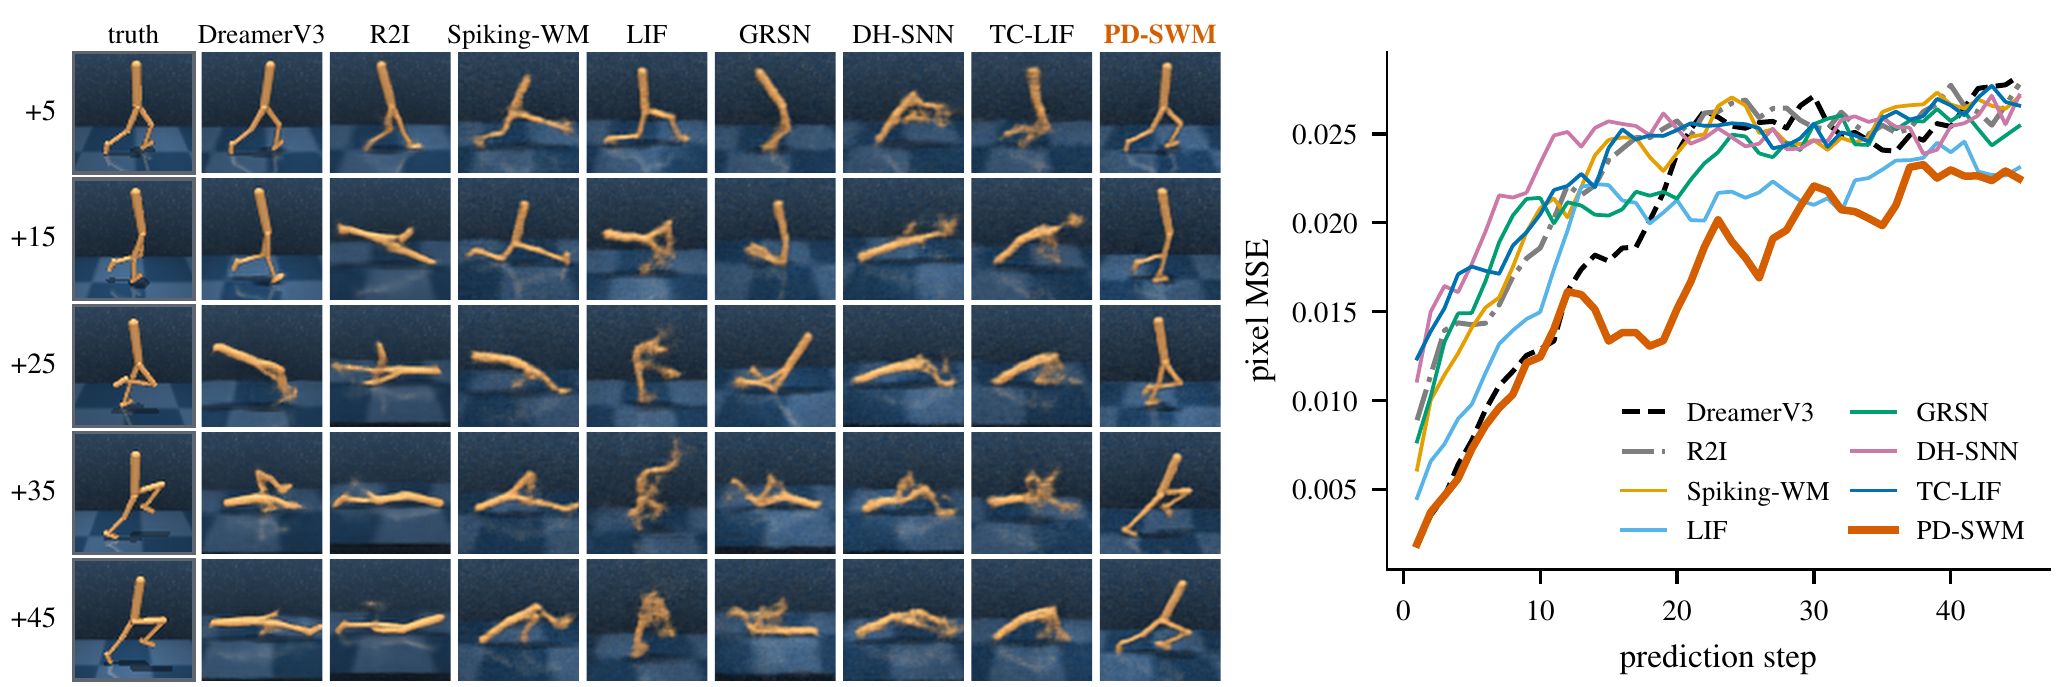 truth DreamerV3 R2I Spiking-WM LIF GRSN DH-SNN TC-LIF PD-SWM
+5
+15
+25
+35
+45
pixel MSE
0.025
0.020
0.015
0.010
0.005
DreamerV3
R2I
Spiking-WM
LIF
GRSN
DH-SNN
TC-LIF
PD-SWM
0 10 20 30 40
prediction step